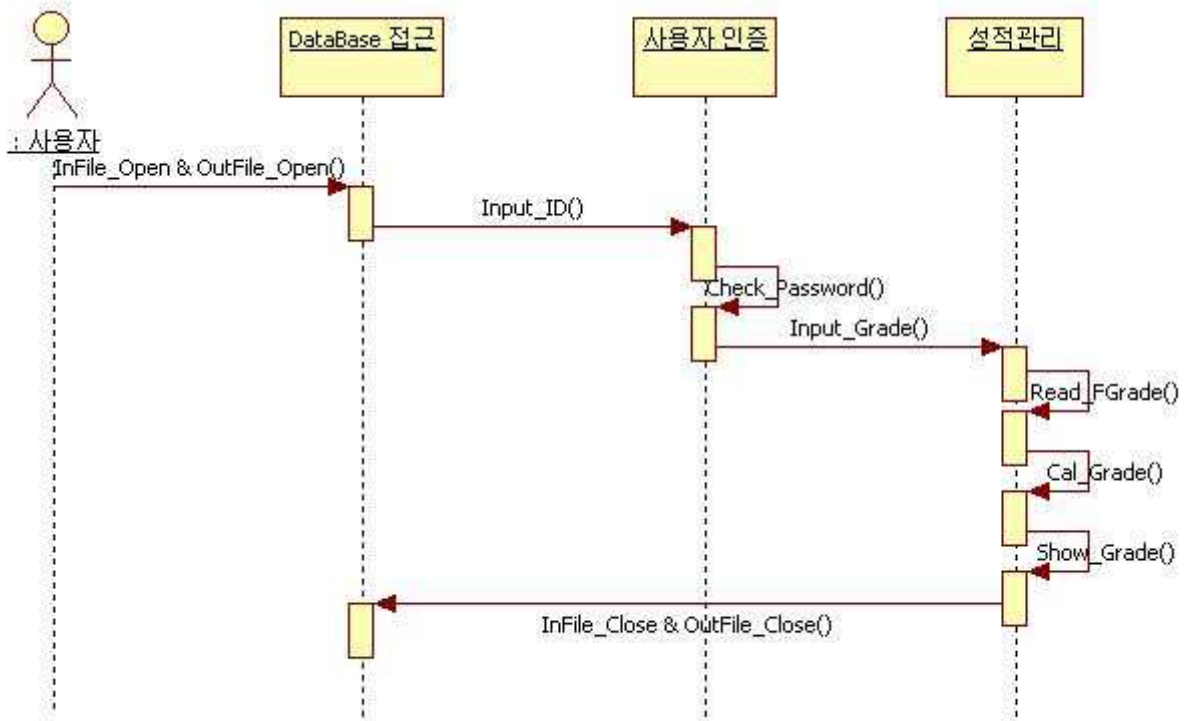 DataBase 접근
사용자 인증
성적관리
: 사용자
InFile_Open & OutFile_Open()
Input_ID()
Check_Password()
Input_Grade()
Read_FGrade()
Cal_Grade()
Show_Grade()
InFile_Close & OutFile_Close()